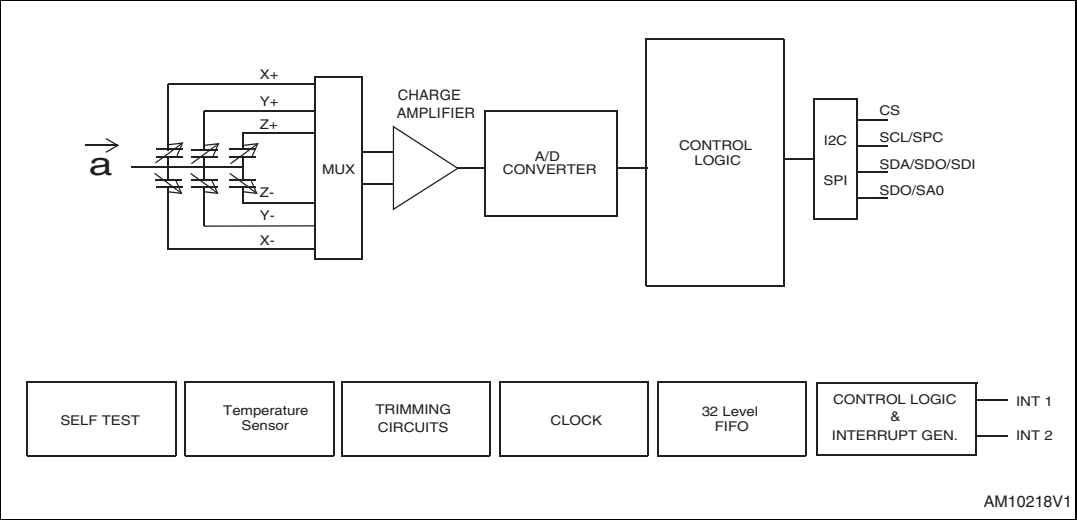 X+
Y+
Z+
a
Z-
Y-
X-
MUX
CHARGE
AMPLIFIER
A/D
CONVERTER
CONTROL
LOGIC
I2C
SPI
CS
SCL/SPC
SDA/SDO/SDI
SDO/SA0
SELF TEST
Temperature
Sensor
TRIMMING
CIRCUITS
CLOCK
32 Level
FIFO
CONTROL LOGIC
&
INTERRUPT GEN.
INT 1
INT 2
AM10218V1